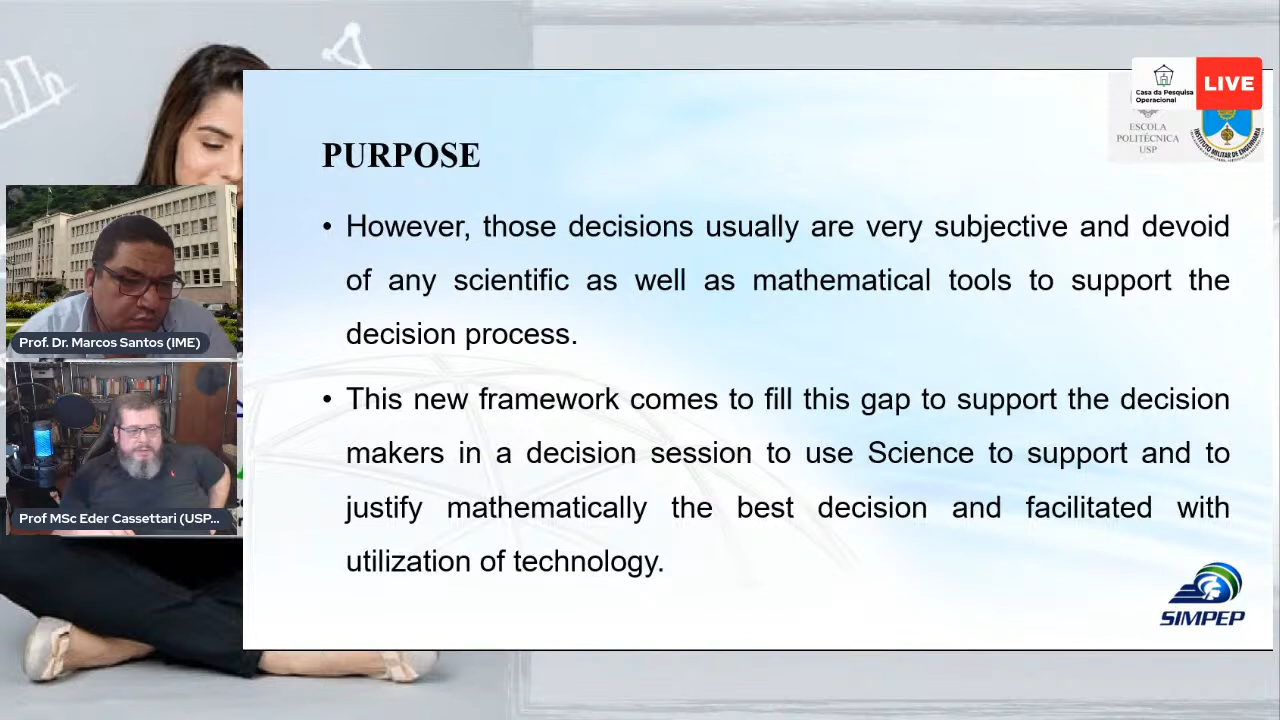 Casa da Pesquisa
Operacional
LIVE
ESCOLA
POLITÉCNICA
USP
INSTITUTO MILITAR DE ENGENHARIA
PURPOSE
• However, those decisions usually are very subjective and devoid
of any scientific as well as mathematical tools to support the
decision process.
• This new framework comes to fill this gap to support the decision
makers in a decision session to use Science to support and to
justify mathematically the best decision and facilitated with
utilization of technology.
Prof. Dr. Marcos Santos (IME)
Prof MSc Eder Cassettari (USP...
SIMPEP